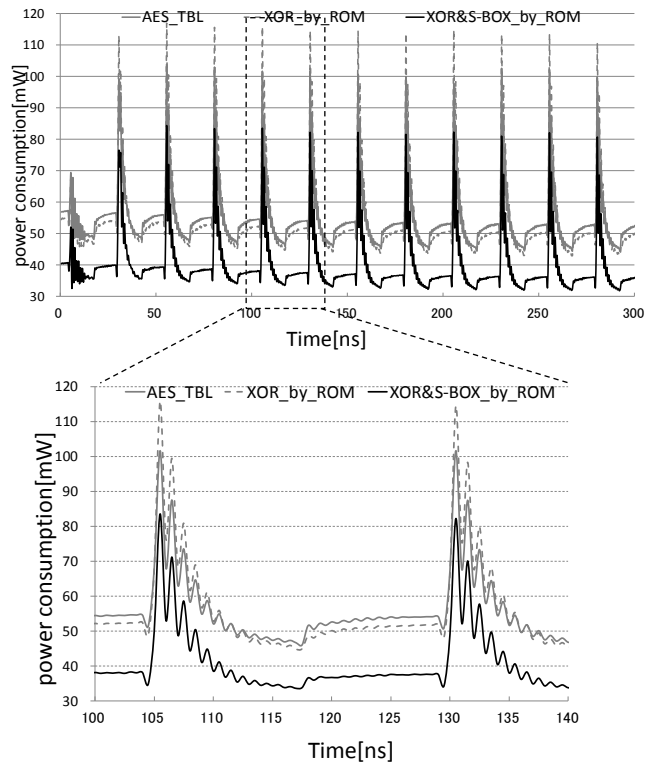 AES_TBL XOR_by_ROM XOR&S-BOX_by_ROM
power consumption[mW]
120
110
100
90
80
70
60
50
40
30
0 50 100 150 200 250 300
Time[ns]
AES_TBL XOR_by_ROM XOR&S-BOX_by_ROM
power consumption[mW]
120
110
100
90
80
70
60
50
40
30
100 105 110 115 120 125 130 135 140
Time[ns]